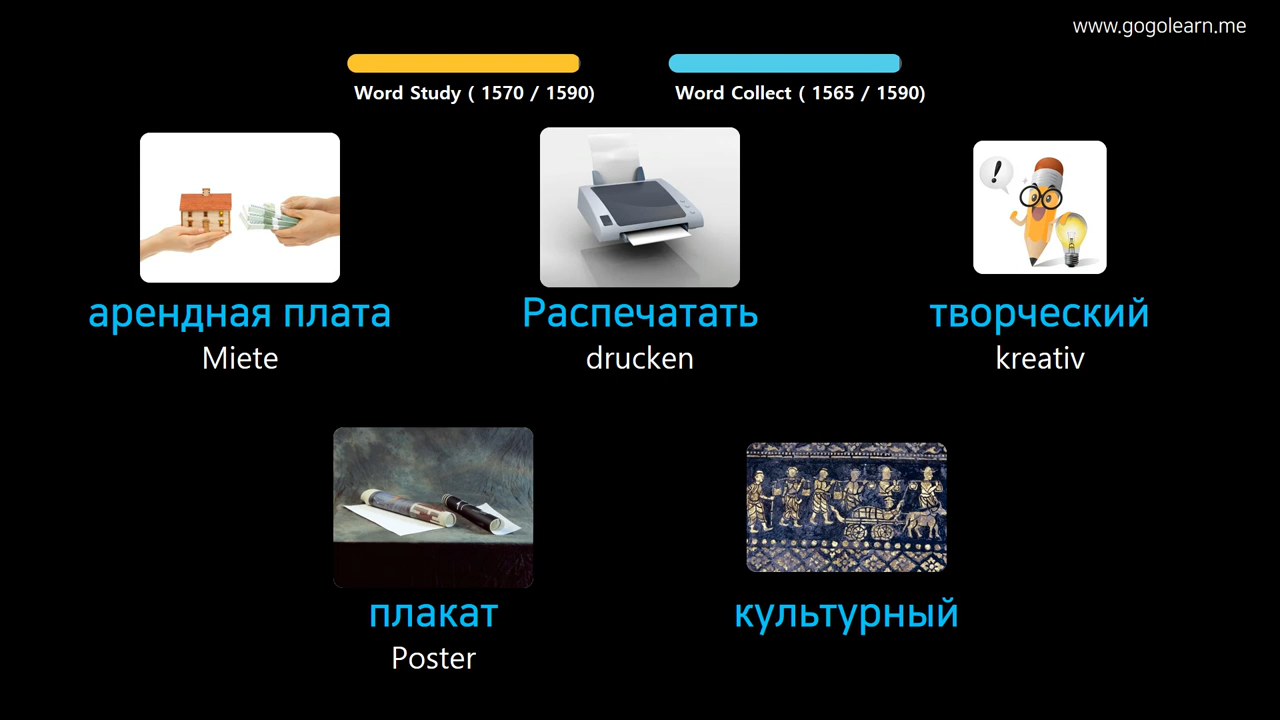 www.gogolearn.me
Word Study ( 1570 / 1590)
Word Collect ( 1565 / 1590)
арендная плата
Miete
Распечатать
drucken
творческий
kreativ
плакат
Poster
культурный